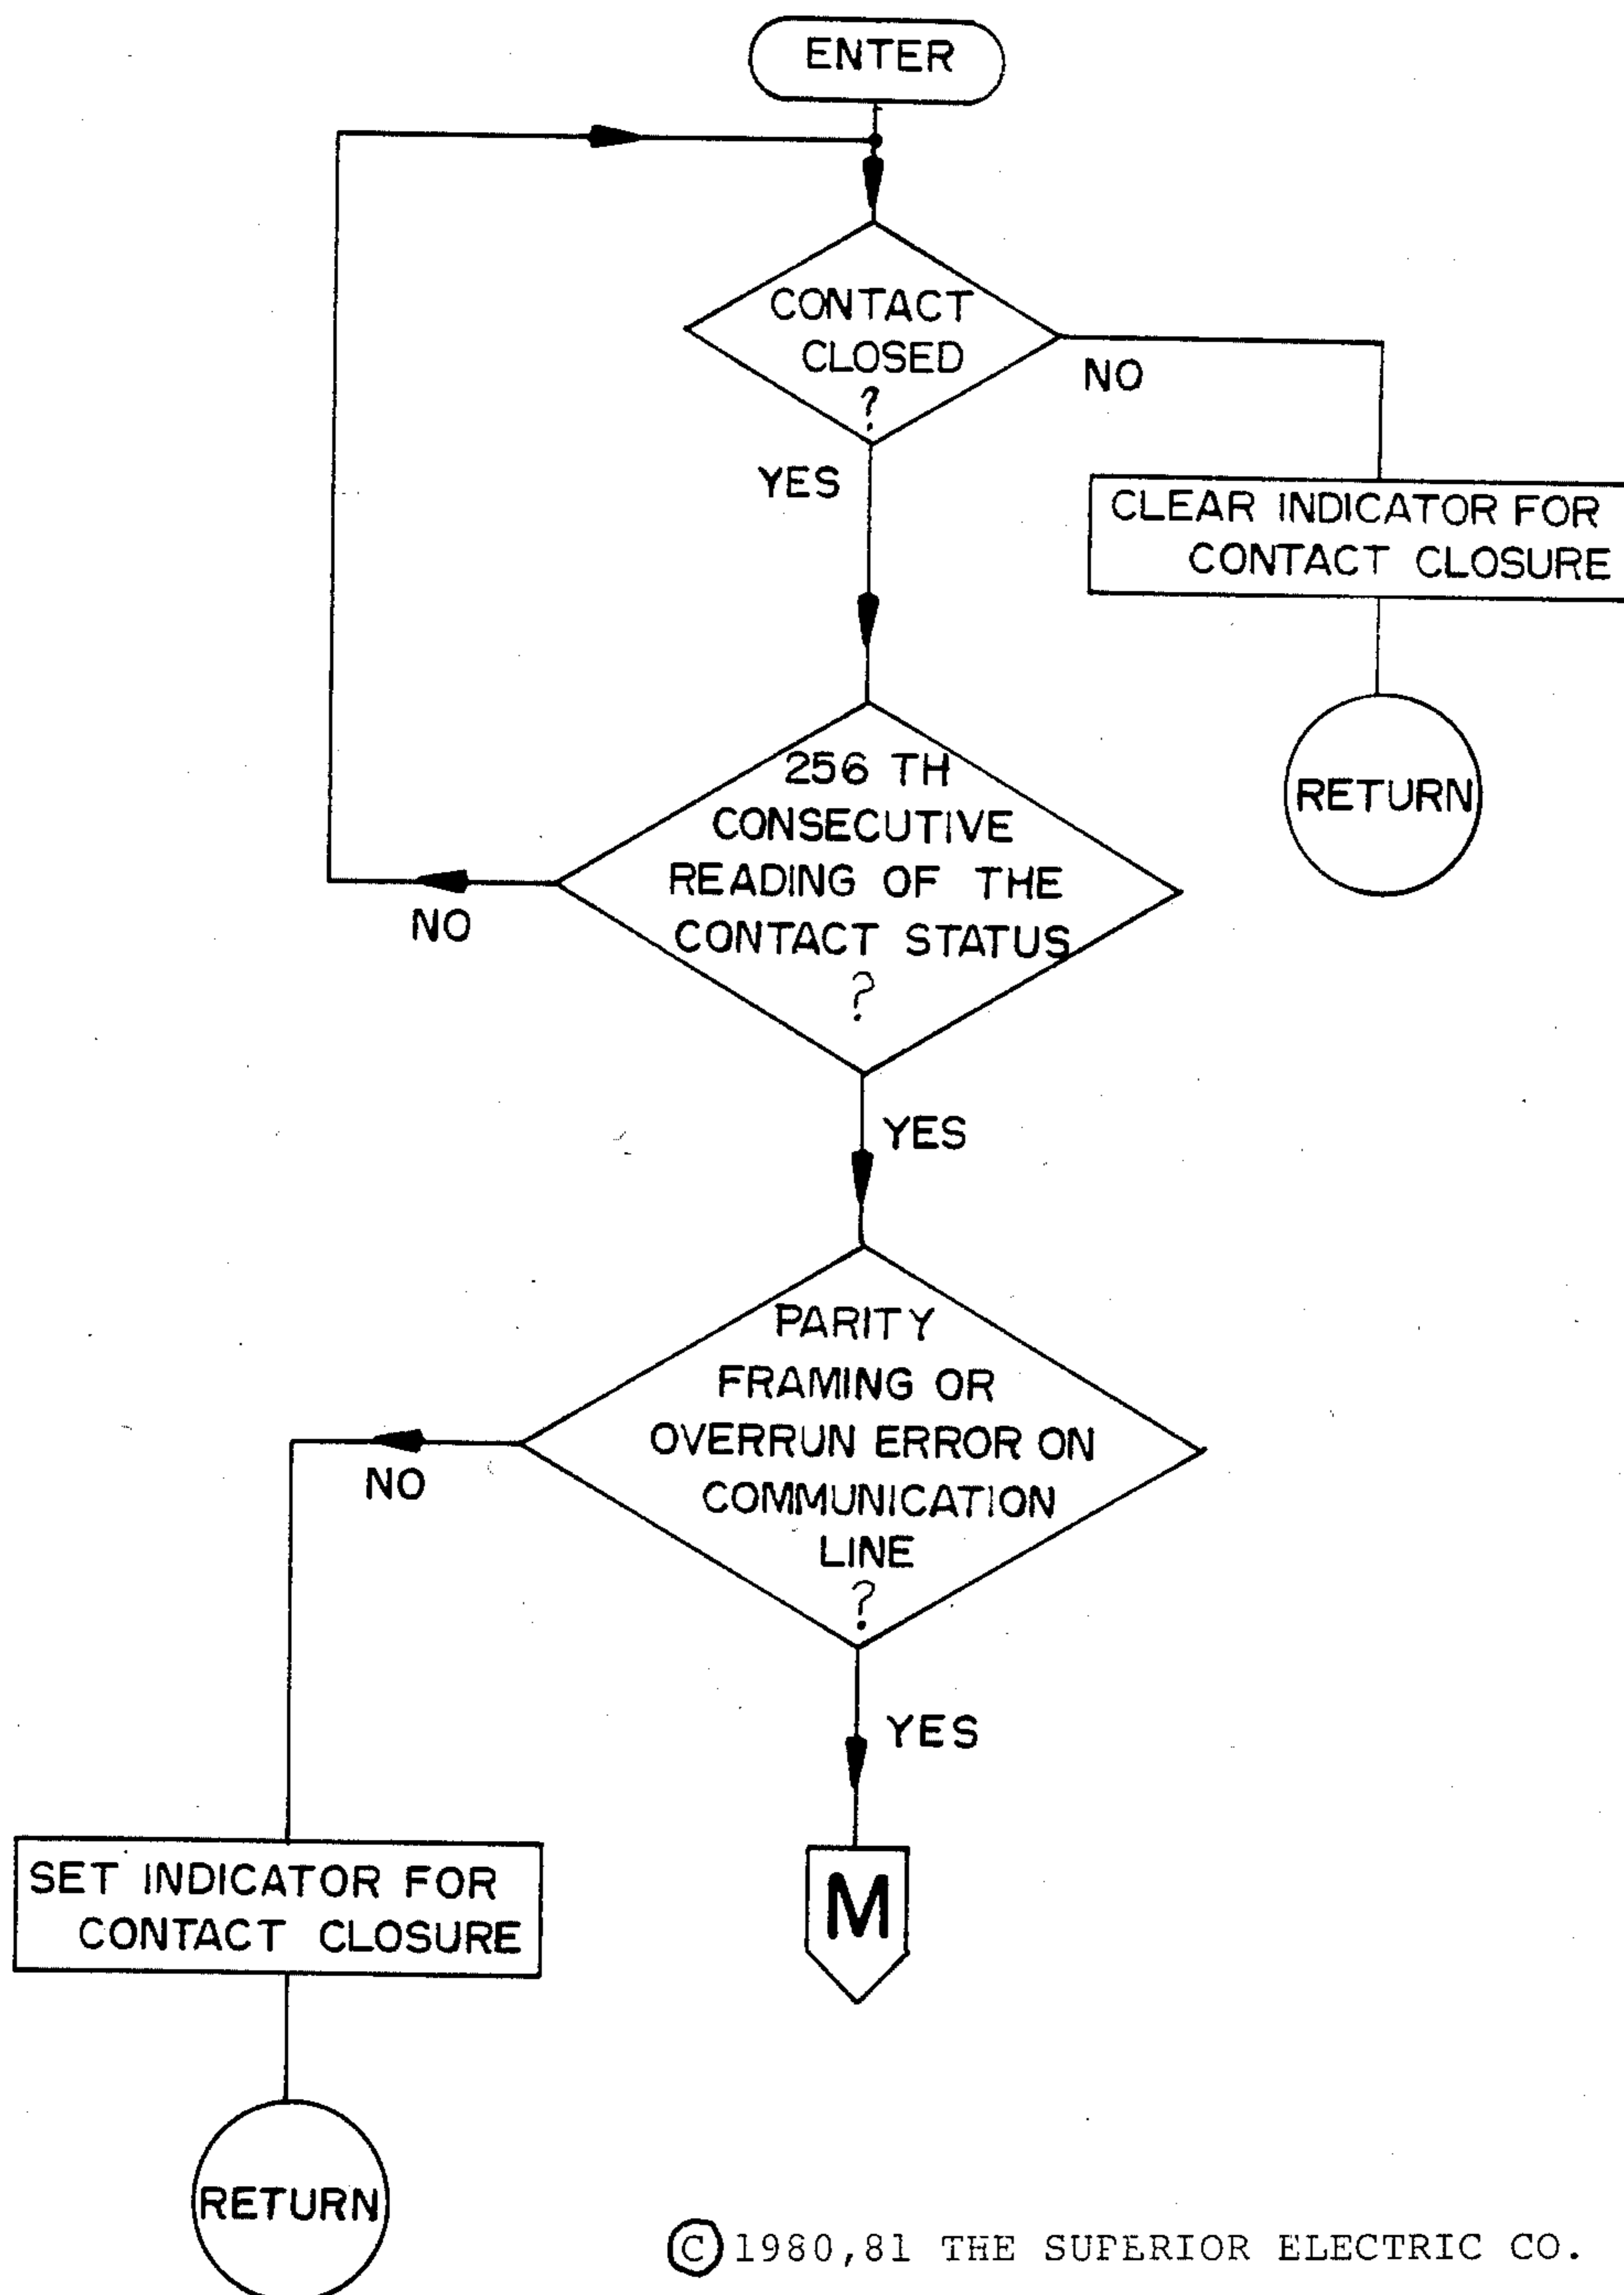 ENTER
CONTACT
CLOSED
?
NO
YES
CLEAR INDICATOR FOR
CONTACT CLOSURE
RETURN
256 TH
CONSECUTIVE
READING OF THE
CONTACT STATUS
?
NO
YES
PARITY
FRAMING OR
OVERRUN ERROR ON
COMMUNICATION
LINE
?
NO
YES
M
SET INDICATOR FOR
CONTACT CLOSURE
RETURN
© 1980,81 THE SUPERIOR ELECTRIC CO.